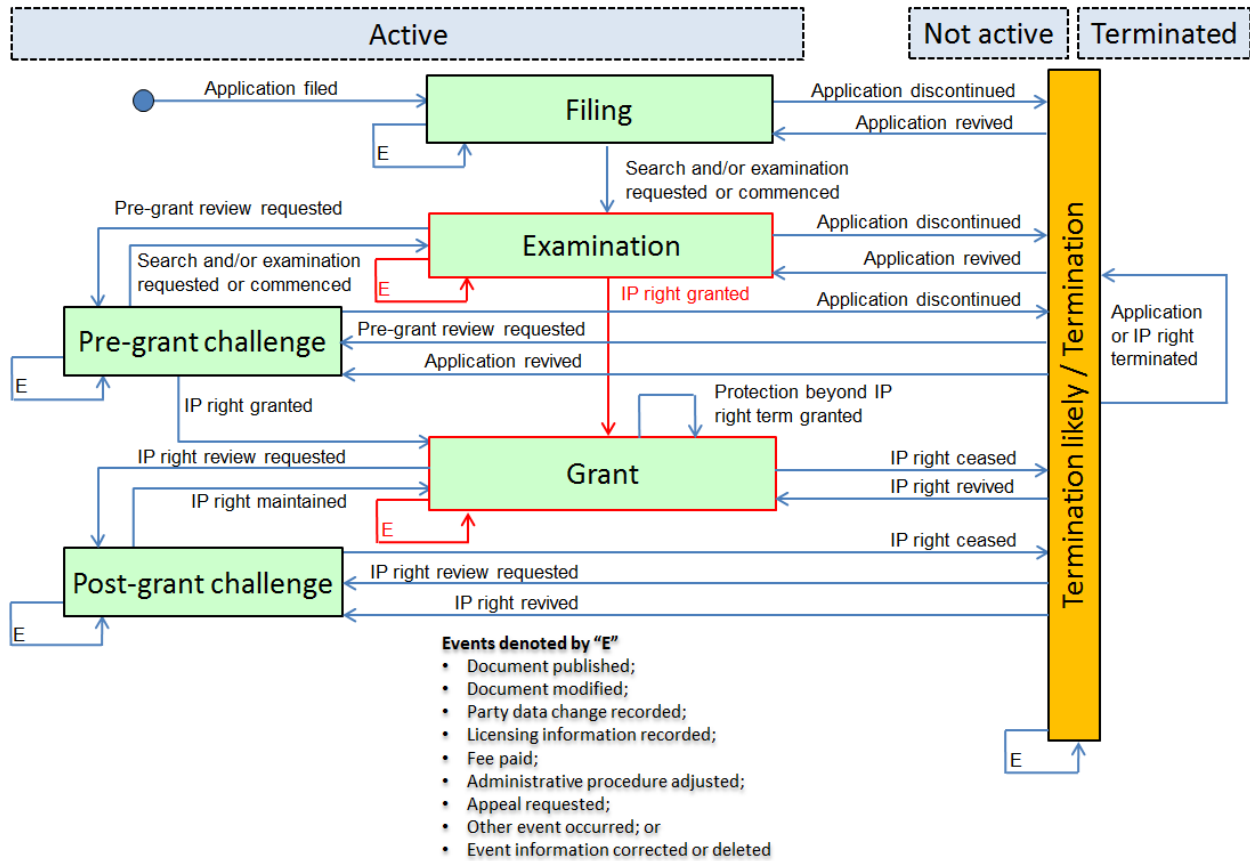 Active
Not active
Terminated
Application filed
Filing
Application discontinued
Application revived
E
Search and/or examination
requested or commenced
Pre-grant review requested
Examination
Application discontinued
Search and/or examination
requested or commenced
E
Application revived
IP right granted
Application discontinued
Pre-grant challenge
Pre-grant review requested
Application revived
E
Application
or IP right
terminated
Termination likely / Termination
IP right granted
Protection beyond IP
right term granted
IP right review requested
Grant
IP right ceased
IP right revived
IP right maintained
E
IP right ceased
Post-grant challenge
IP right review requested
IP right revived
E
Events denoted by “E”
• Document published;
• Document modified;
• Party data change recorded;
• Licensing information recorded;
• Fee paid;
• Administrative procedure adjusted;
• Appeal requested;
• Other event occurred; or
• Event information corrected or deleted
E